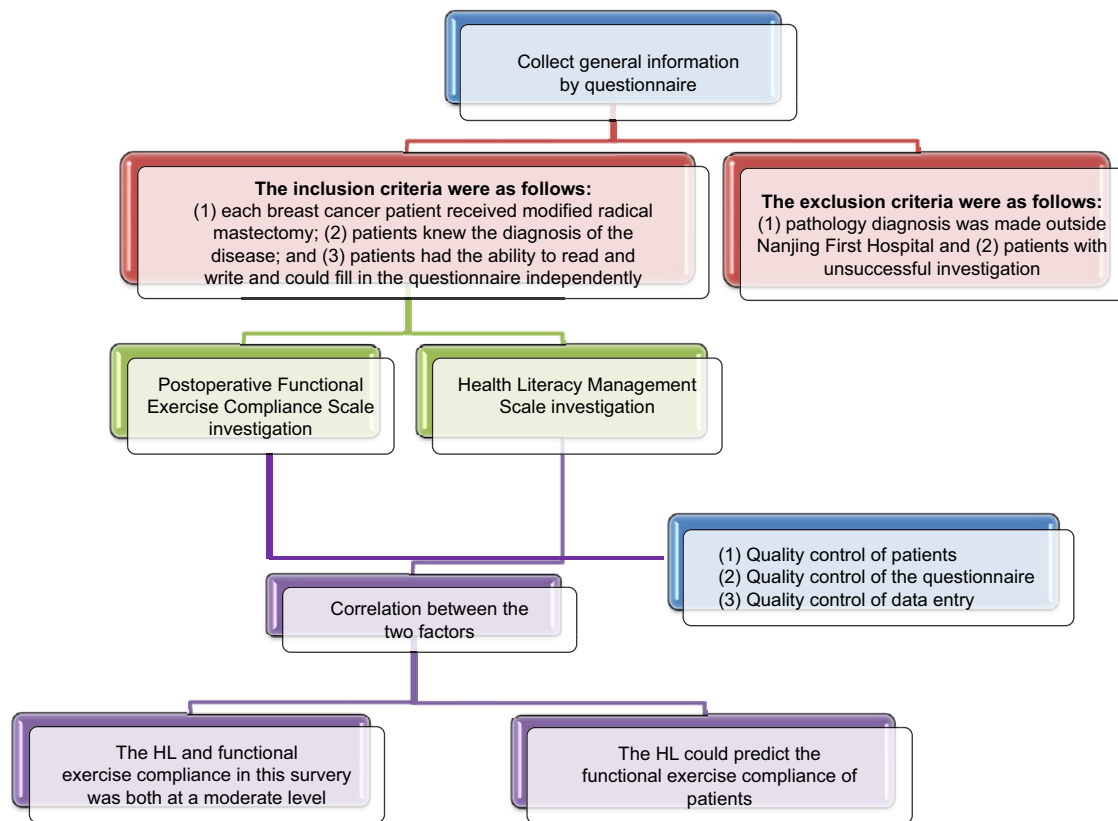 Collect general information
by questionnaire
The inclusion criteria were as follows:
(1) each breast cancer patient received modified radical
mastectomy; (2) patients knew the diagnosis of the
disease; and (3) patients had the ability to read and
write and could fill in the questionnaire independently
The exclusion criteria were as follows:
(1) pathology diagnosis was made outside
Nanjing First Hospital and (2) patients with
unsuccessful investigation
Postoperative Functional
Exercise Compliance Scale
investigation
Health Literacy Management
Scale investigation
(1) Quality control of patients
(2) Quality control of the questionnaire
(3) Quality control of data entry
Correlation between the
two factors
The HL and functional
exercise compliance in this survery
was both at a moderate level
The HL could predict the
functional exercise compliance of
patients